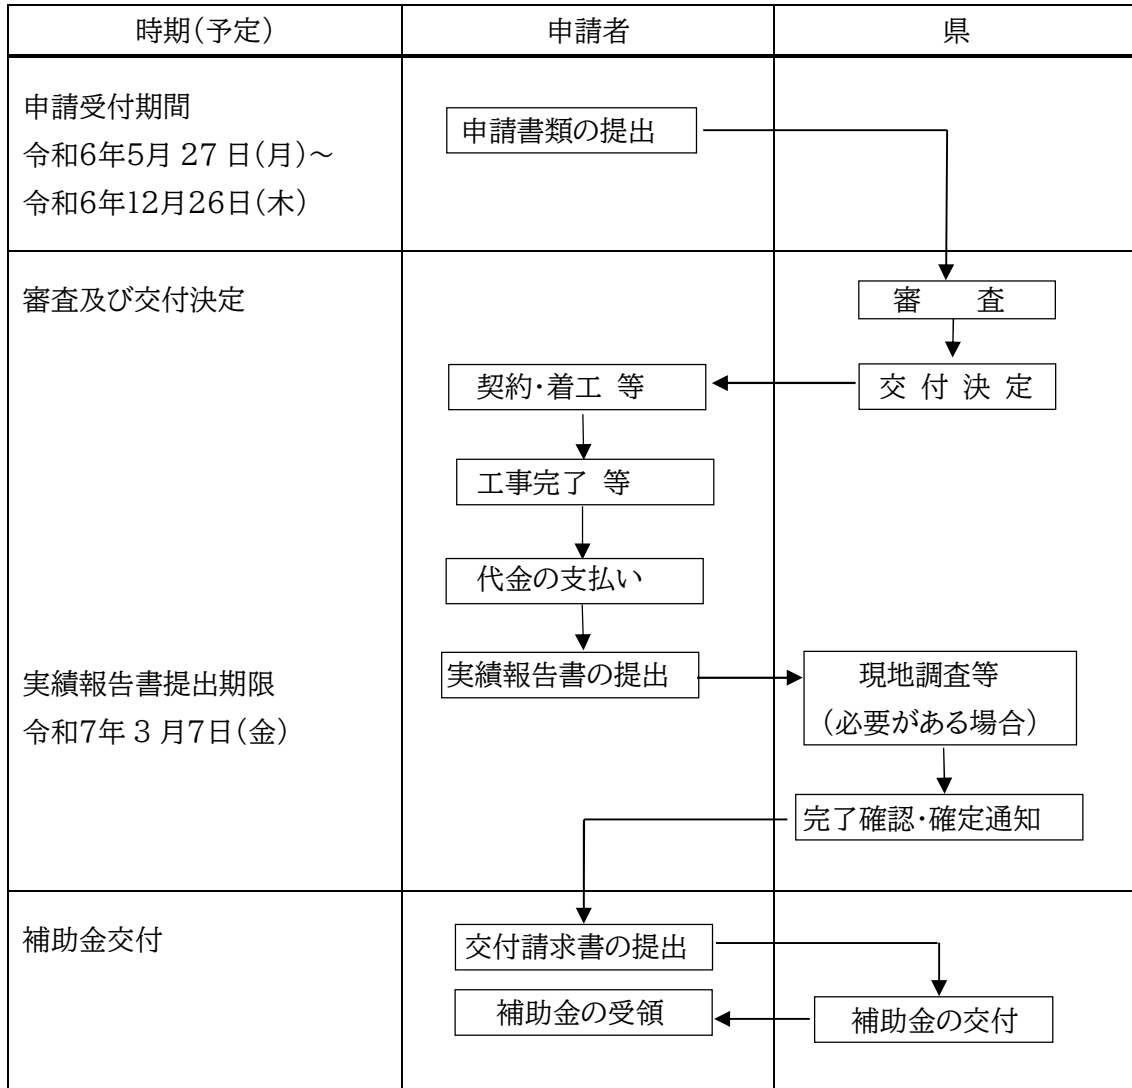 時期(予定)
申請者
県
申請受付期間
令和6年5月 27 日(月)～
令和6年12月26日(木)
申請書類の提出
審査及び交付決定
審 査
交 付 決 定
契約・着工 等
工事完了 等
代金の支払い
実績報告書提出期限
令和7年 3 月7日(金)
実績報告書の提出
現地調査等
(必要がある場合)
完了確認・確定通知
補助金交付
交付請求書の提出
補助金の交付
補助金の受領